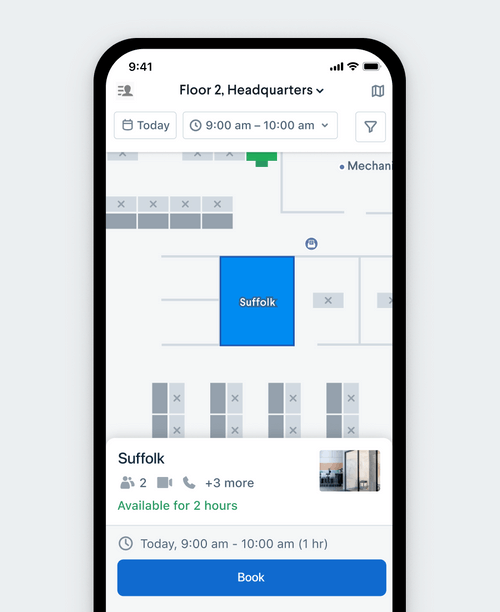 9:41
Floor 2, Headquarters
Today
9:00 am – 10:00 am
Mechani
Suffolk
Suffolk
2 +3 more
Available for 2 hours
Today, 9:00 am - 10:00 am (1 hr)
Book